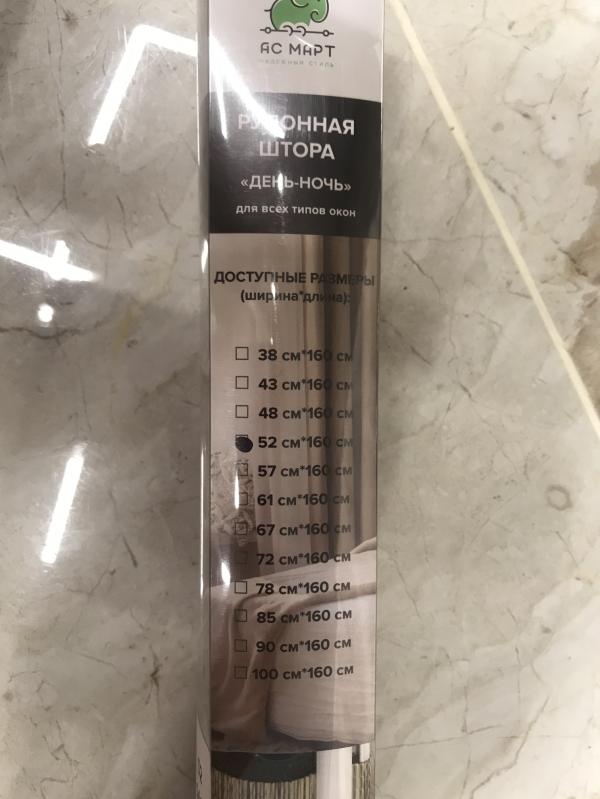 АС МАРТ
НАДЕЖНЫЙ СТИЛЬ
РУЛОННАЯ
ШТОРА
«ДЕНЬ-НОЧЬ»
для всех типов окон
ДОСТУПНЫЕ РАЗМЕРЫ
(ширина*длина):
38 см*160 см
43 см*160 см
48 см*160 см
52 см*160 см
57 см*160 см
61 см*160 см
67 см*160 см
72 см*160 см
78 см*160 см
85 см*160 см
90 см*160 см
100 см*160 см